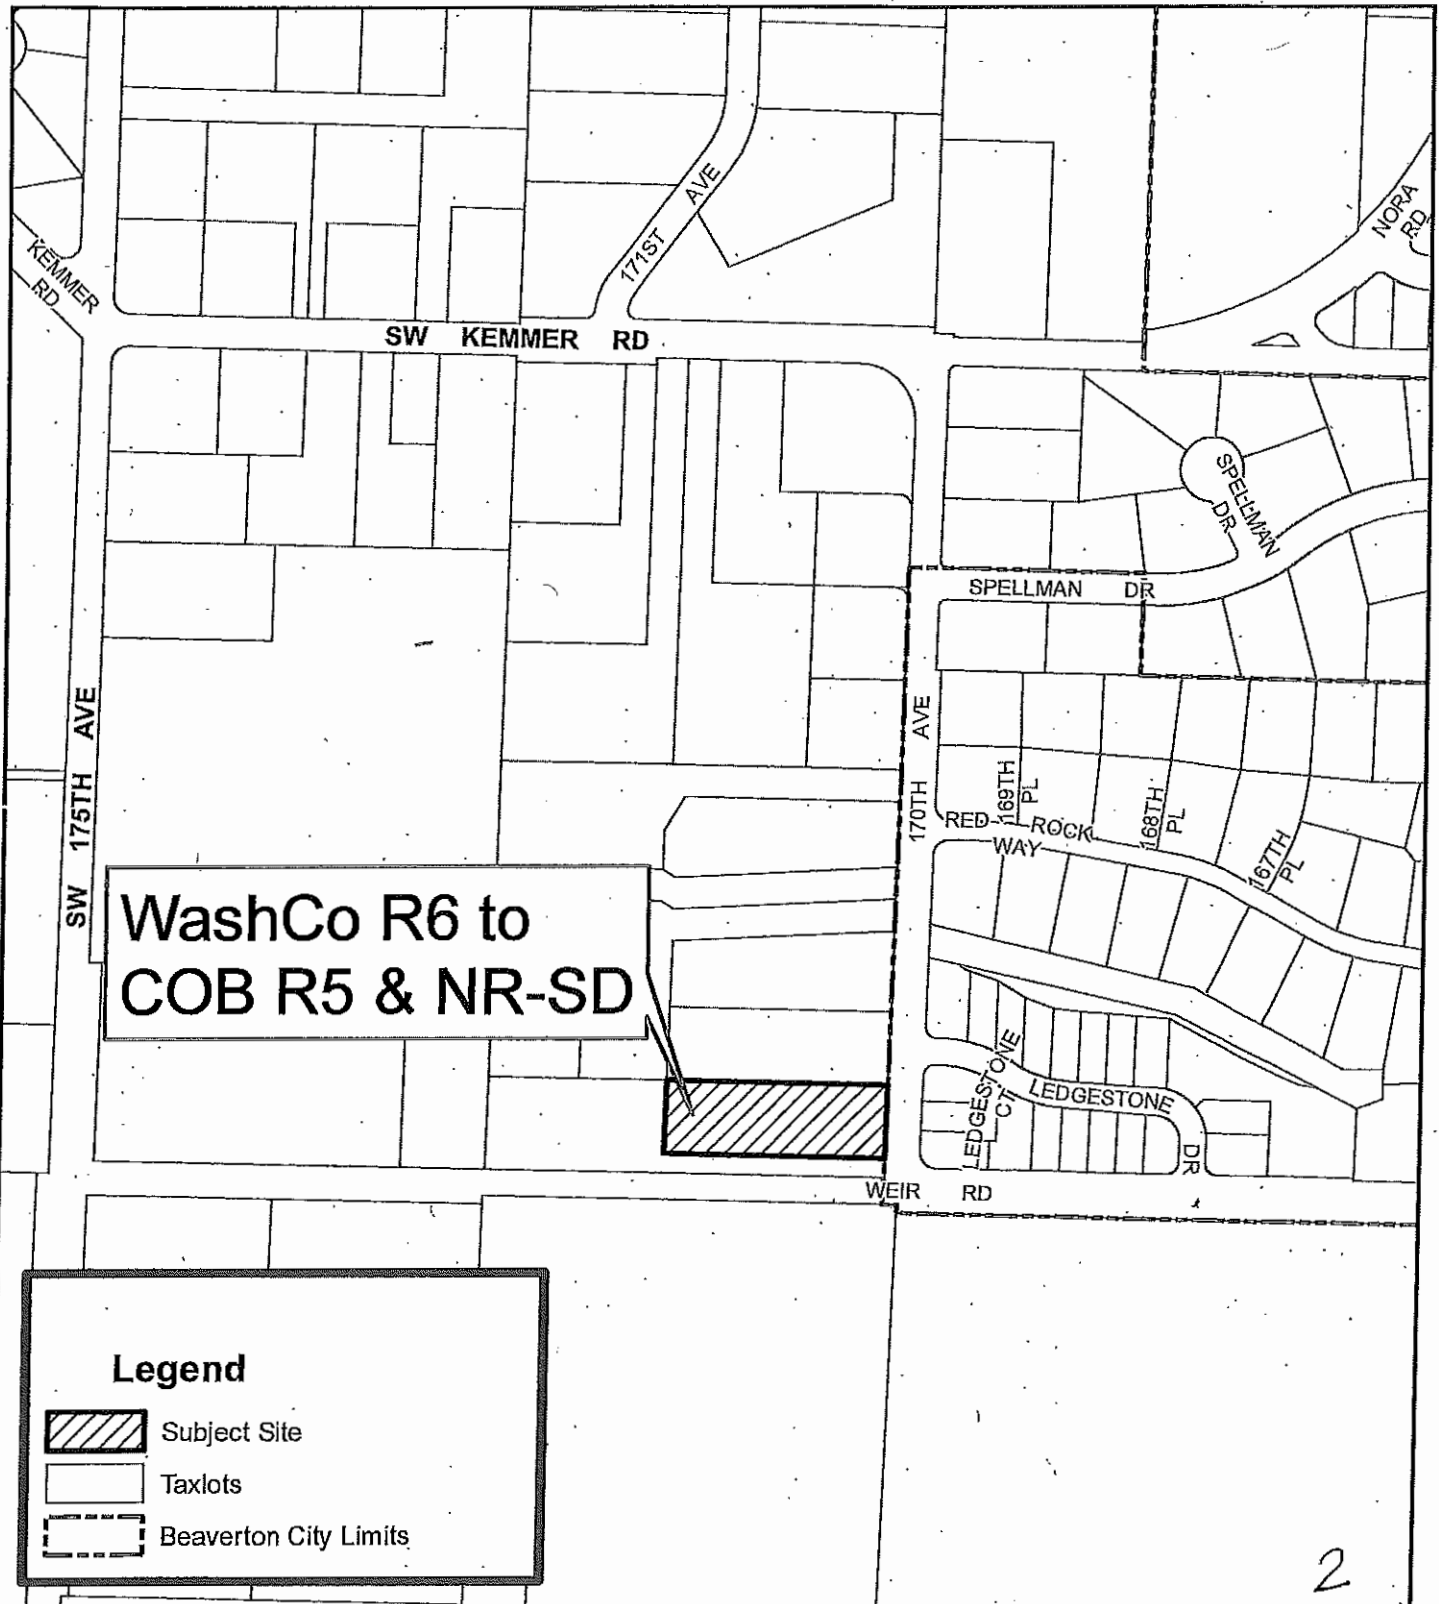 NORA
RD
171ST AVE
KEMMER
RD
SW KEMMER RD
SPELLMAN
DR
SPELLMAN DR
SW 175TH AVE
170TH AVE
169TH
PL
168TH
PL
167TH
PL
RED ROCK
WAY
WashCo R6 to
COB R5 & NR-SD
LEDGESTONE
CT
LEDGESTONE
DR
WEIR RD
Legend
Subject Site
Taxlots
Beaverton City Limits
2